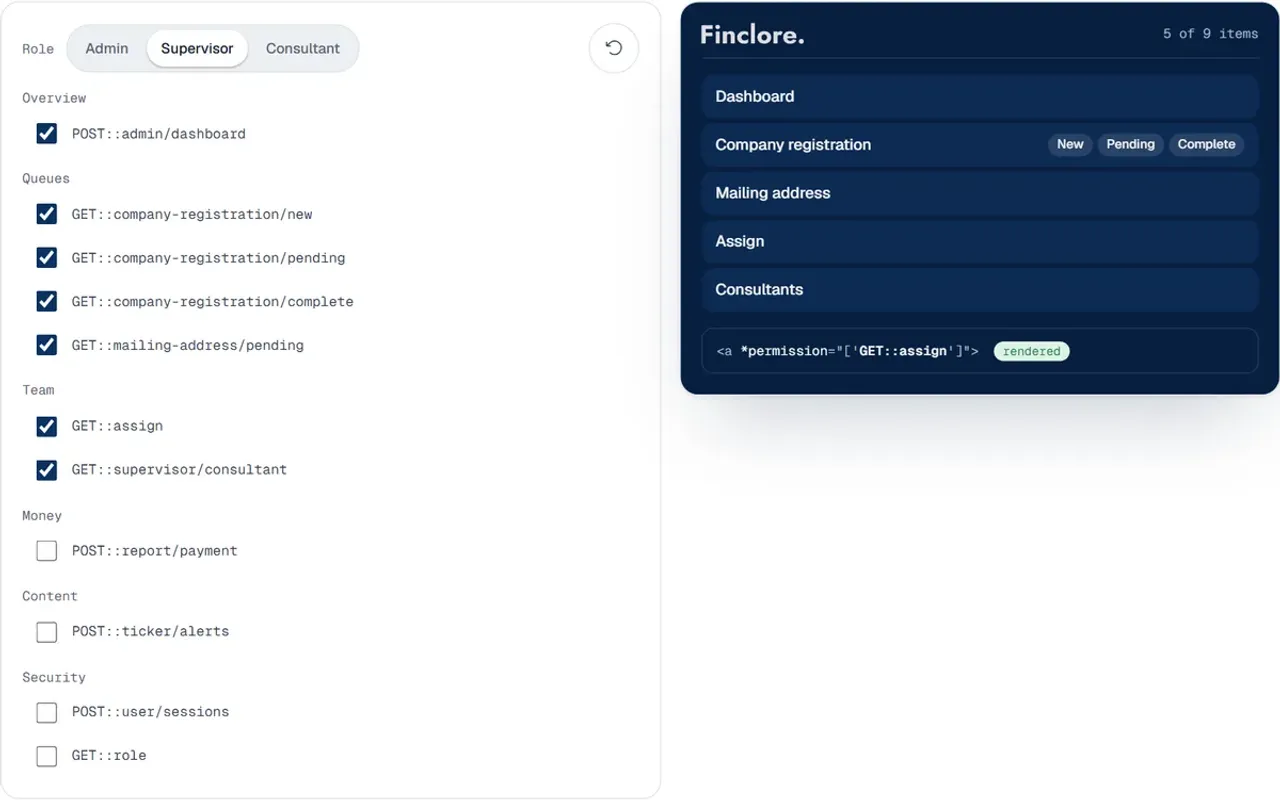 Role Admin Supervisor Consultant
Overview
POST::admin/dashboard
Queues
GET::company-registration/new
GET::company-registration/pending
GET::company-registration/complete
GET::mailing-address/pending
Team
GET::assign
GET::supervisor/consultant
Money
POST::report/payment
Content
POST::ticker/alerts
Security
POST::user/sessions
GET::role
Finclore. 5 of 9 items
Dashboard
Company registration New Pending Complete
Mailing address
Assign
Consultants
<a *permission="['GET::assign']"> rendered